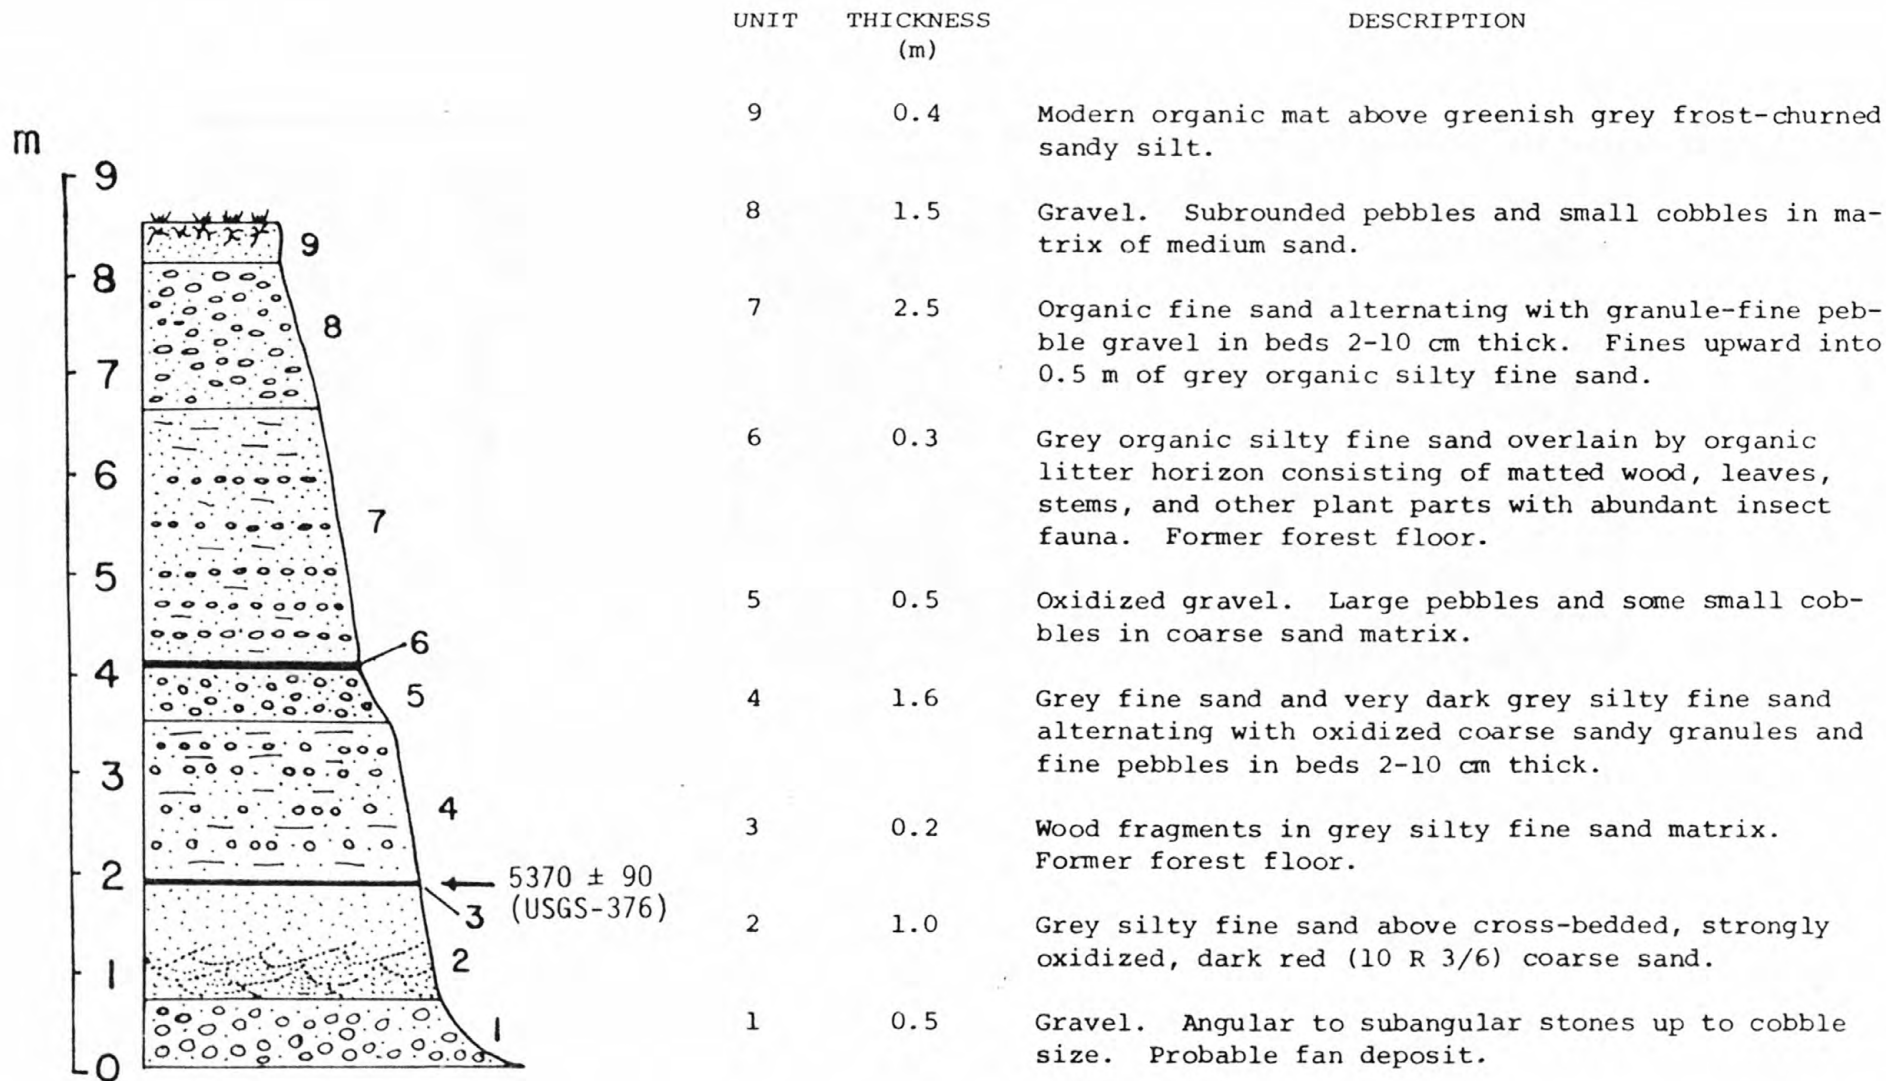 m
9
8
7
6
5
4
3
2
1
0
9
8
7
6
5
4
5370 ± 90
(USGS-376)
3
2
1
UNIT THICKNESS DESCRIPTION
(m)
9 0.4 Modern organic mat above greenish grey frost-churned
sandy silt.
8 1.5 Gravel. Subrounded pebbles and small cobbles in ma-
trix of medium sand.
7 2.5 Organic fine sand alternating with granule-fine peb-
ble gravel in beds 2-10 cm thick. Fines upward into
0.5 m of grey organic silty fine sand.
6 0.3 Grey organic silty fine sand overlain by organic
litter horizon consisting of matted wood, leaves,
stems, and other plant parts with abundant insect
fauna. Former forest floor.
5 0.5 Oxidized gravel. Large pebbles and some small cob-
bles in coarse sand matrix.
4 1.6 Grey fine sand and very dark grey silty fine sand
alternating with oxidized coarse sandy granules and
fine pebbles in beds 2-10 cm thick.
3 0.2 Wood fragments in grey silty fine sand matrix.
Former forest floor.
2 1.0 Grey silty fine sand above cross-bedded, strongly
oxidized, dark red (10 R 3/6) coarse sand.
1 0.5 Gravel. Angular to subangular stones up to cobble
size. Probable fan deposit.